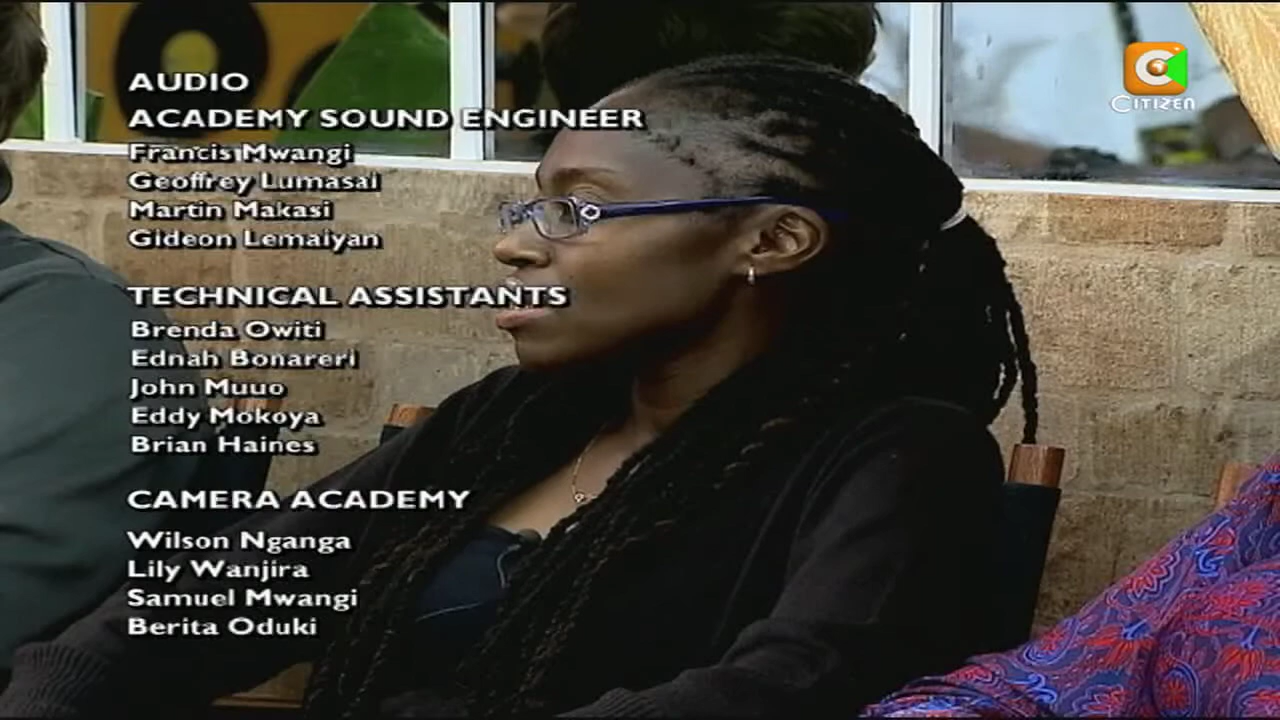 AUDIO
ACADEMY SOUND ENGINEER
Francis Mwangi
Geoffrey Lumasai
Martin Makasi
Gideon Lemaiyan
TECHNICAL ASSISTANTS
Brenda Owiti
Ednah Bonareri
John Muuo
Eddy Mokoya
Brian Haines
CAMERA ACADEMY
Wilson Nganga
Lily Wanjira
Samuel Mwangi
Berita Oduki
CITIZEN